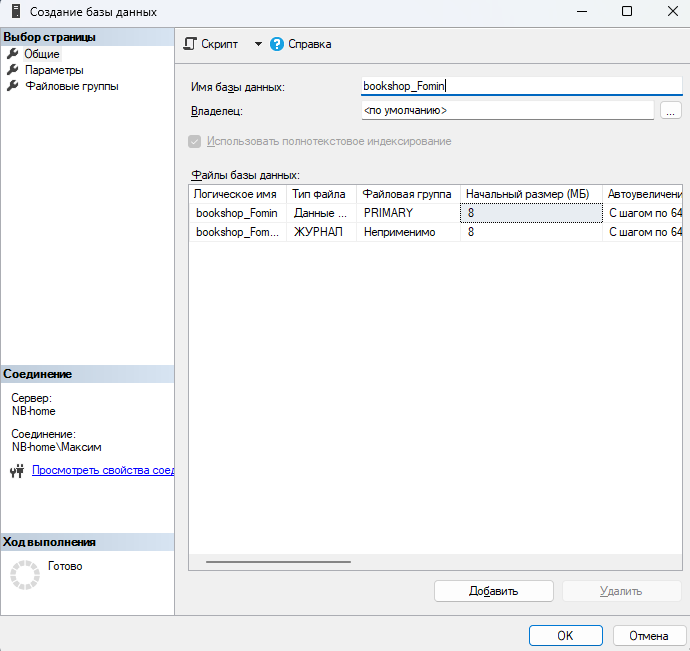 Создание базы данных
Выбор страницы
Общие
Параметры
Файловые группы
Скрипт
Справка
Имя базы данных:
bookshop_Fomin
Владелец:
<по умолчанию>
...
Использовать полнотекстовое индексирование
Файлы базы данных:
Логическое имя Тип файла Файловая группа Начальный размер (МБ) Автоувеличени
bookshop_Fomin Данные ... PRIMARY 8 С шагом по 64
bookshop_Fom... ЖУРНАЛ Неприменимо 8 С шагом по 64
Соединение
Сервер:
NB-home
Соединение:
NB-home\Максим
Просмотреть свойства соед
Ход выполнения
Готово
Добавить
Удалить
OK
Отмена